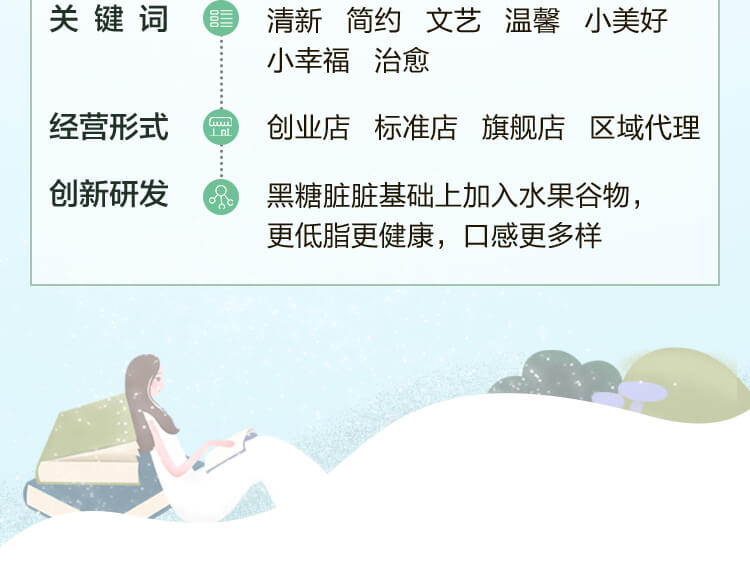 关键词 清新 简约 文艺 温馨 小美好
小幸福 治愈
经营形式 创业店 标准店 旗舰店 区域代理
创新研发 黑糖脏脏基础上加入水果谷物，
更低脂更健康，口感更多样